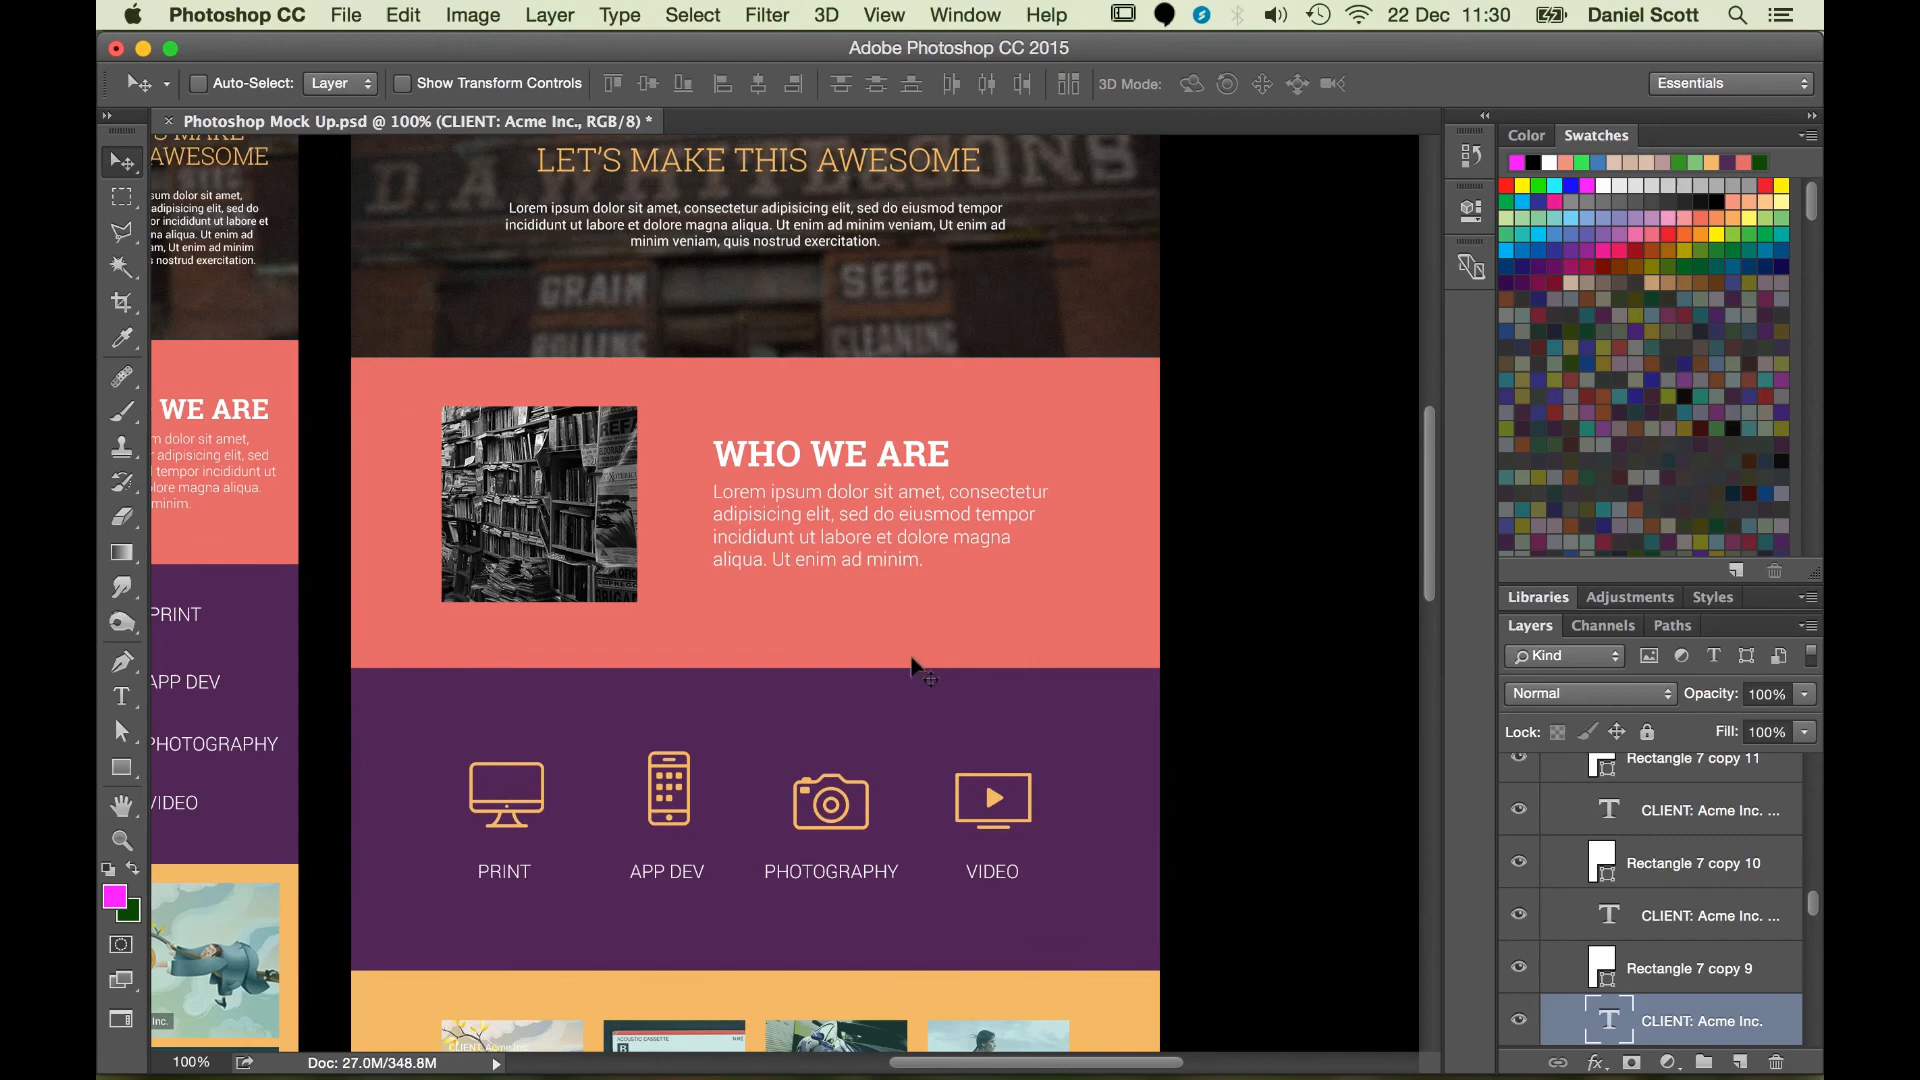 Photoshop CC File Edit Image Layer Type Select Filter 3D View Window Help 22 Dec 11:30 Daniel Scott
Adobe Photoshop CC 2015
Auto-Select: Layer Show Transform Controls 3D Mode: Essentials
× Photoshop Mock Up.psd @ 100% (CLIENT: Acme Inc., RGB/8) *
Color Swatches
AWESOME
sum dolor sit amet,
adipisicing elit, sed do
or incididunt ut labore et
na aliqua. Ut enim ad
m, Ut enim ad minim
s nostrud exercitation.
WE ARE
m dolor sit amet,
adipisicing elit, sed
tempor incididunt ut
dolore magna aliqua.
minim.
PRINT
APP DEV
PHOTOGRAPHY
VIDEO
Inc.
LET'S MAKE THIS AWESOME
Lorem ipsum dolor sit amet, consectetur adipisicing elit, sed do eiusmod tempor
incididunt ut labore et dolore magna aliqua. Ut enim ad minim veniam, Ut enim ad
minim veniam, quis nostrud exercitation.
GRAIN
SEED
CLEANING
WHO WE ARE
Lorem ipsum dolor sit amet, consectetur
adipisicing elit, sed do eiusmod tempor
incididunt ut labore et dolore magna
aliqua. Ut enim ad minim.
PRINT APP DEV PHOTOGRAPHY VIDEO
CLIENT: Acme Inc.
ACOUSTIC CASSETTE
B
Libraries Adjustments Styles
Layers Channels Paths
Kind
Normal Opacity: 100%
Lock: Fill: 100%
Rectangle 7 copy 11
T CLIENT: Acme Inc. ...
Rectangle 7 copy 10
T CLIENT: Acme Inc. ...
Rectangle 7 copy 9
T CLIENT: Acme Inc.
100% Doc: 27.0M/348.8M